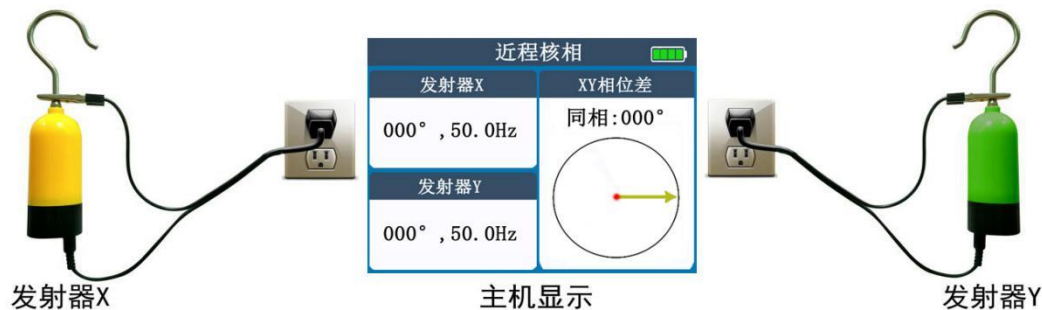 近程核相
发射器X
000°,50.0Hz
发射器Y
000°,50.0Hz
XY相位差
同相:000°
发射器X
主机显示
发射器Y